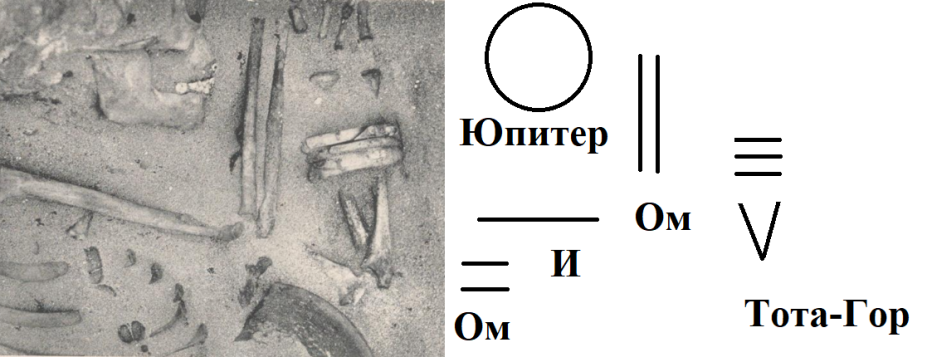 Юпитер
Ом
И
Ом
Тота-Гор